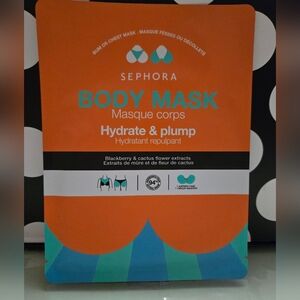 BUM OR CHEST MASK · MASQUE FESSES OU DÉCOLLETÉ
SEPHORA
BODY MASK
Masque corps
Hydrate & plump
Hydratant repulpant
Blackberry & cactus flower extracts
Extraits de mûre et de fleur de cactus